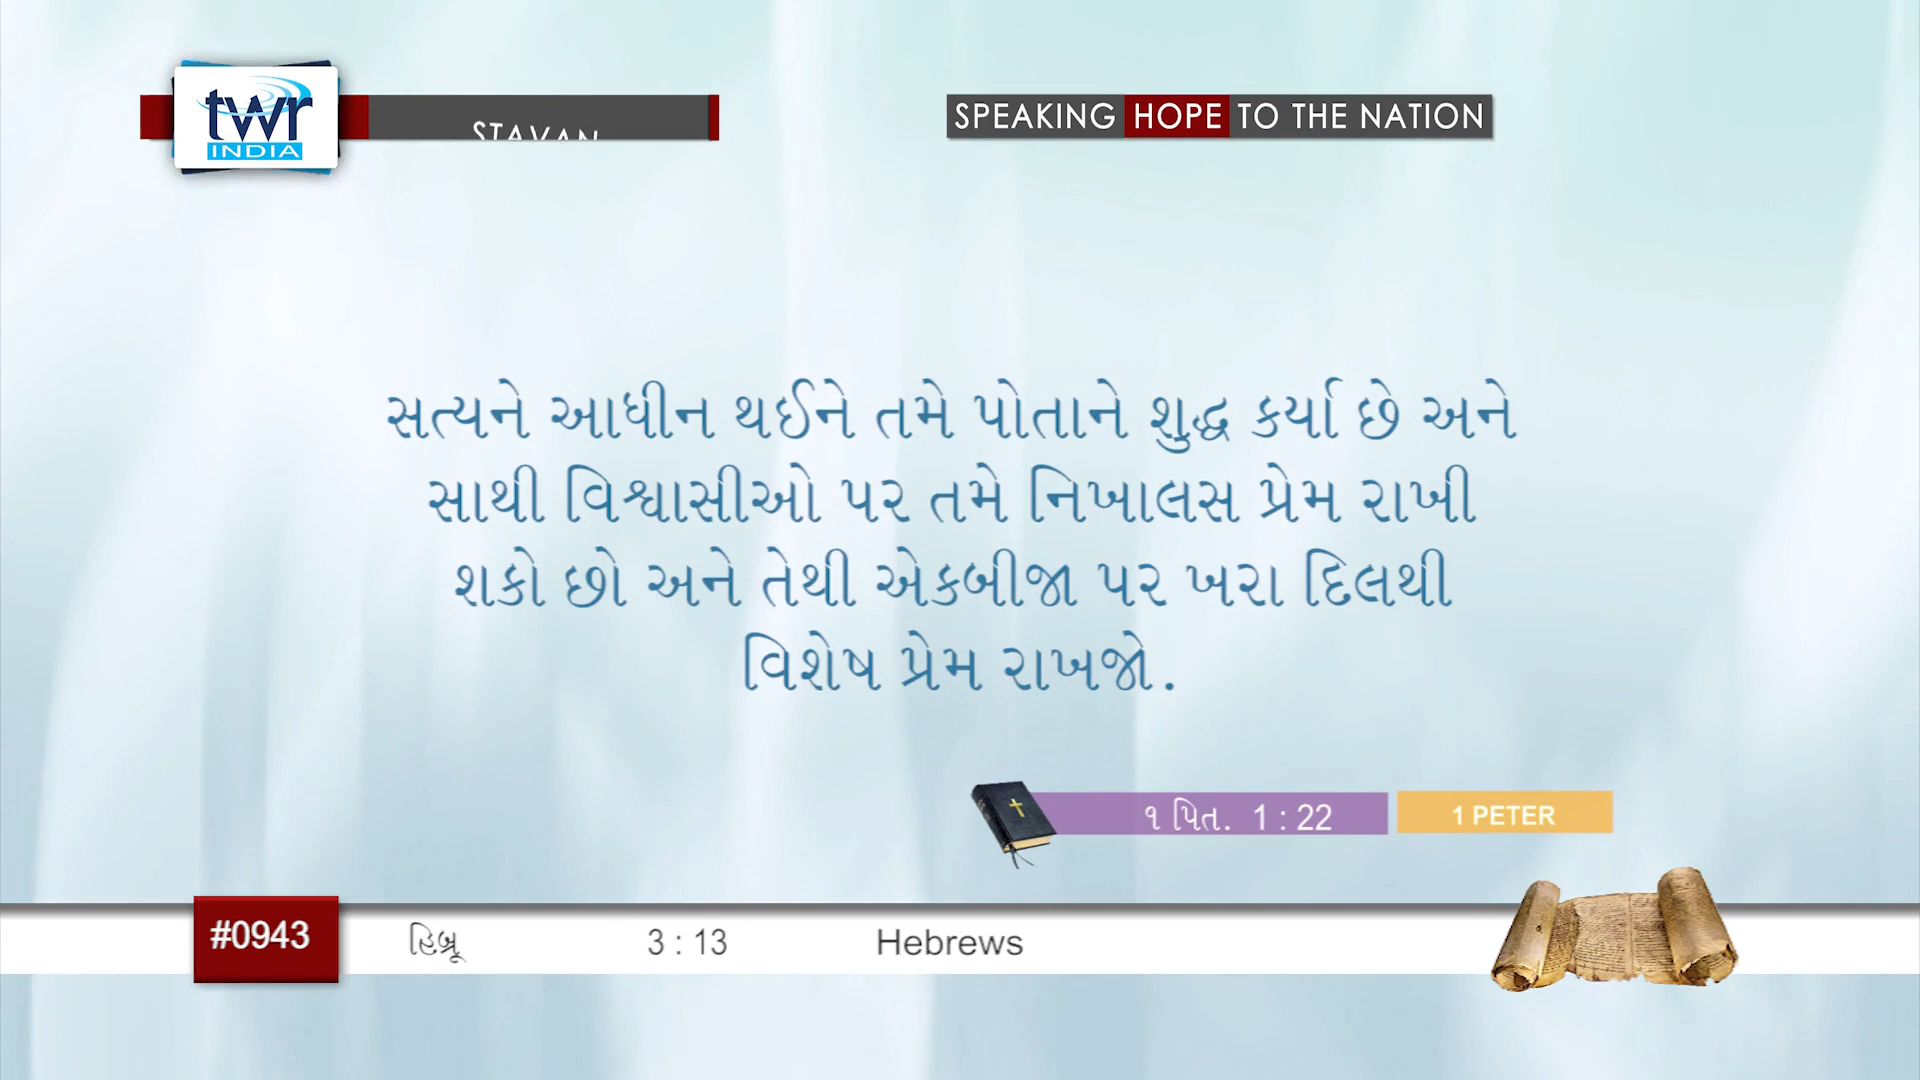 twr
INDIA
STAVAN
SPEAKING HOPE TO THE NATION
સત્યને આધીન થઈને તમે પોતાને શુદ્ધ કર્યા છે અને
સાથી વિશ્વાસીઓ પર તમે નિખાલસ પ્રેમ રાખી
શકો છો અને તેથી એકબીજા પર ખરા દિલથી
વિશેષ પ્રેમ રાખજો.
૧ પિત. 1 : 22
1 PETER
#0943
હિબ્રૂ 3 : 13 Hebrews